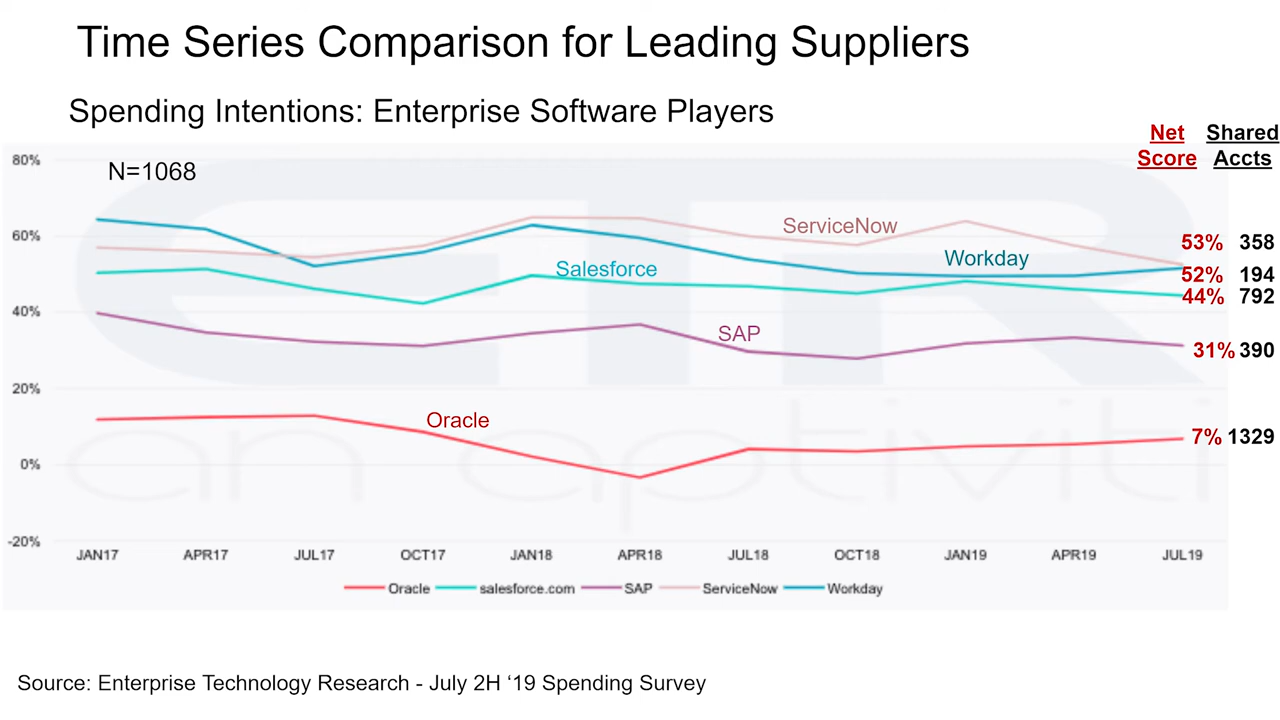 Time Series Comparison for Leading Suppliers
Spending Intentions: Enterprise Software Players
Net Shared
Score Accts
80%
N=1068
60%
40%
20%
0%
-20%
ServiceNow
Workday
Salesforce
SAP
Oracle
53% 358
52% 194
44% 792
31% 390
7% 1329
ETR
an aptiviti
JAN17 APR17 JUL17 OCT17 JAN18 APR18 JUL18 OCT18 JAN19 APR19 JUL19
Oracle salesforce.com SAP ServiceNow Workday
Source: Enterprise Technology Research - July 2H ‘19 Spending Survey